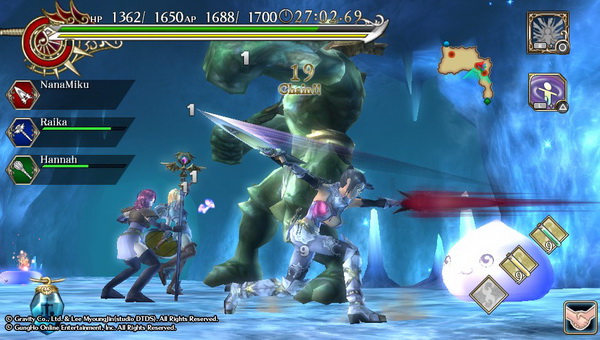 HP 1362/ 1650 AP 1688/ 1700 27:02.69
1
19
Chain!!
NanaMiku
1
Raika
Hannah
1
1
9
9
9
© Gravity Co., Ltd. & Lee MyoungJin(studio DTDS). All Rights Reserved.
© GungHo Online Entertainment, Inc. All Rights Reserved.